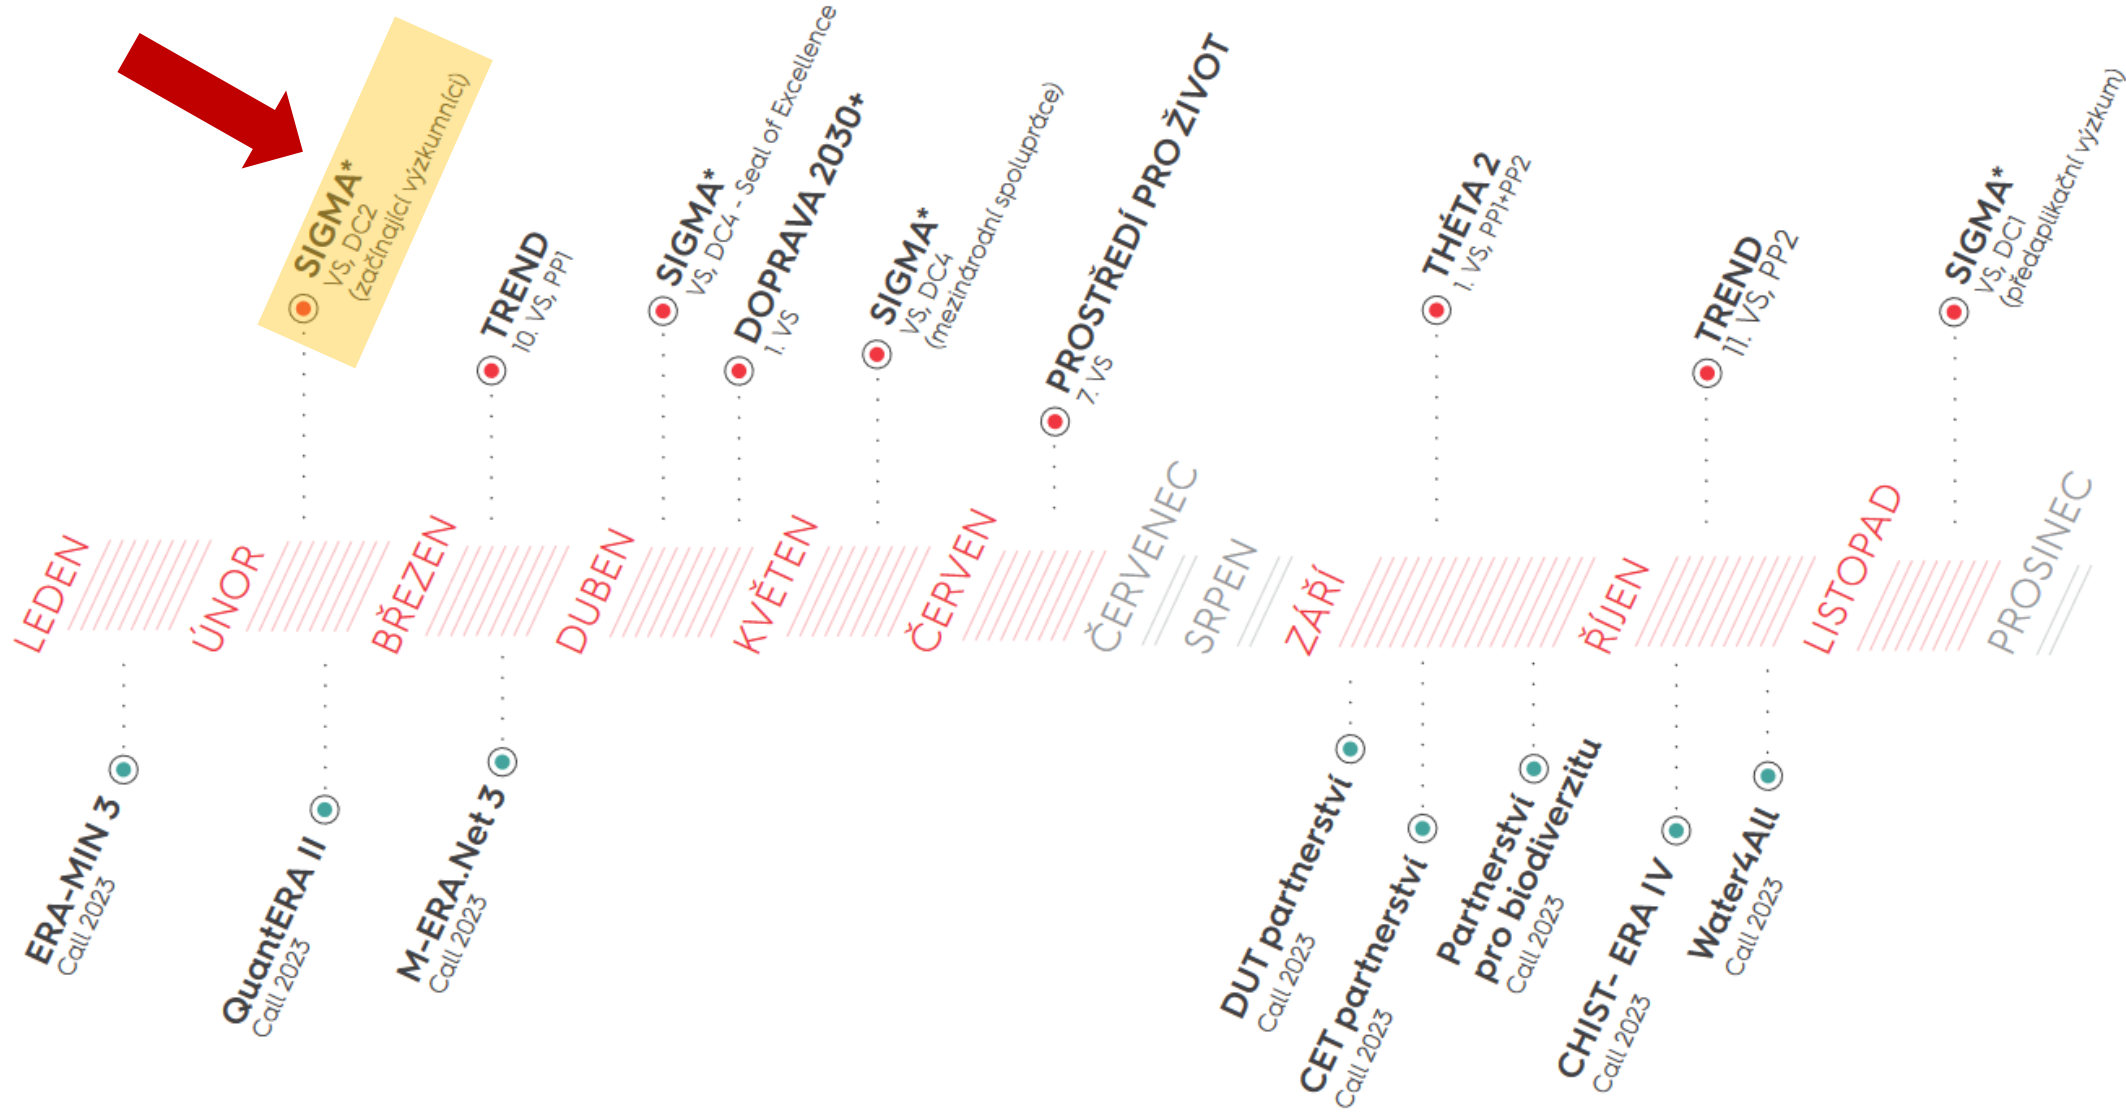 SIGMA*
VS, DC2
(začínající výzkumníci)
TREND
10. VS, PP1
SIGMA*
VS, DC4 - Seal of Excellence
DOPRAVA 2030+
1. VS
SIGMA*
VS, DC4
(mezinárodní spolupráce)
PROSTŘEDÍ PRO ŽIVOT
7. VS
THÉTA 2
1. VS, PP1+PP2
TREND
11. VS, PP2
SIGMA*
VS, DC1
(předaplikační výzkum)
LEDEN
ÚNOR
BŘEZEN
DUBEN
KVĚTEN
ČERVEN
ČERVENEC
SRPEN
ZÁŘÍ
ŘÍJEN
LISTOPAD
PROSINEC
ERA-MIN 3
Call 2023
QuantERA II
Call 2023
M-ERA.Net 3
Call 2023
DUT partnerství
Call 2023
CET partnerství
Call 2023
Partnerství
pro biodiverzitu
Call 2023
CHIST- ERA IV
Call 2023
Water4All
Call 2023